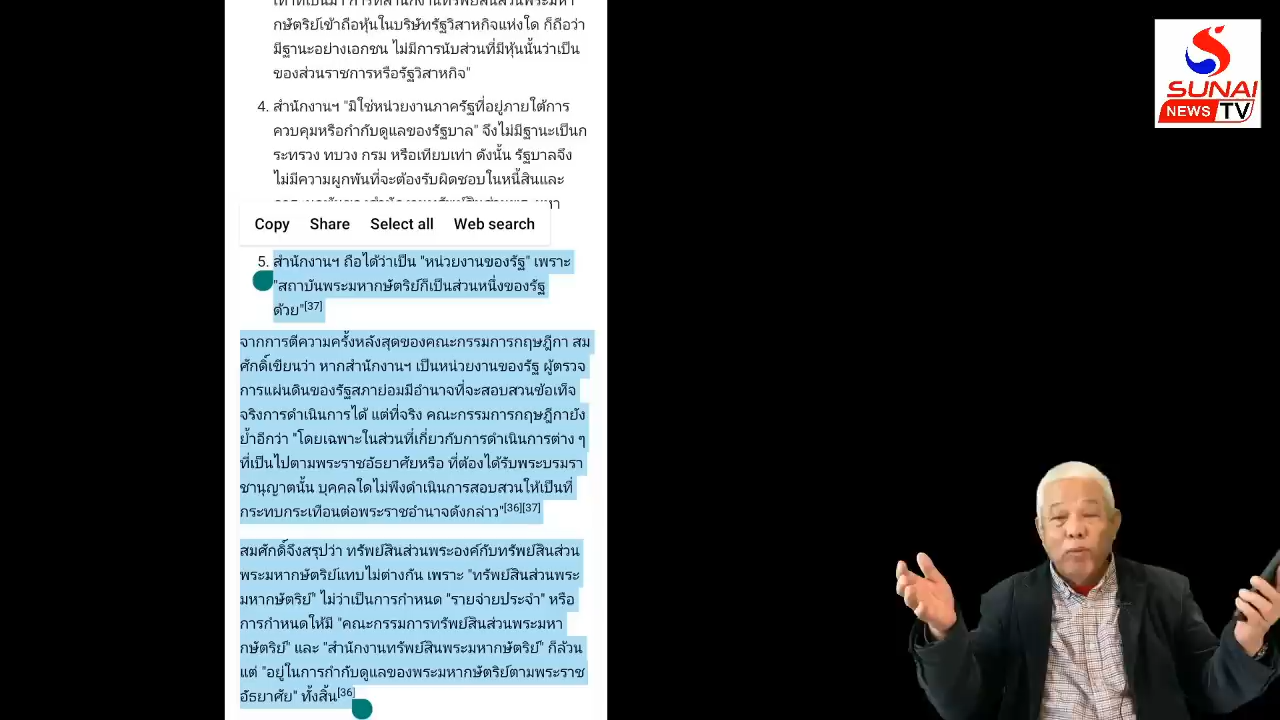 กษัตริย์เข้าถือหุ้นในบริษัทรัฐวิสาหกิจแห่งใด ก็ถือว่า
มีฐานะอย่างเอกชน ไม่มีการนับส่วนที่มีหุ้นนั้นว่าเป็น
ของส่วนราชการหรือรัฐวิสาหกิจ"
4. สำนักงานฯ "มิใช่หน่วยงานภาครัฐที่อยู่ภายใต้การ
ควบคุมหรือกำกับดูแลของรัฐบาล" จึงไม่มีฐานะเป็นก
ระทรวง ทบวง กรม หรือเทียบเท่า ดังนั้น รัฐบาลจึง
ไม่มีความผูกพันที่จะต้องรับผิดชอบในหนี้สินและ
Copy Share Select all Web search
5. สำนักงานฯ ถือได้ว่าเป็น "หน่วยงานของรัฐ" เพราะ
"สถาบันพระมหากษัตริย์ก็เป็นส่วนหนึ่งของรัฐ
ด้วย"[37]
จากการตีความครั้งหลังสุดของคณะกรรมการกฤษฎีกา สม
ศักดิ์เขียนว่า หากสำนักงานฯ เป็นหน่วยงานของรัฐ ผู้ตรวจ
การแผ่นดินของรัฐสภาย่อมมีอำนาจที่จะสอบสวนข้อเท็จ
จริงการดำเนินการได้ แต่ที่จริง คณะกรรมการกฤษฎีกายัง
ย้ำอีกว่า "โดยเฉพาะในส่วนที่เกี่ยวกับการดำเนินการต่าง ๆ
ที่เป็นไปตามพระราชอัธยาศัยหรือ ที่ต้องได้รับพระบรมรา
ชานุญาตนั้น บุคคลใดไม่พึงดำเนินการสอบสวนให้เป็นที่
กระทบกระเทือนต่อพระราชอำนาจดังกล่าว"[36][37]
สมศักดิ์จึงสรุปว่า ทรัพย์สินส่วนพระองค์กับทรัพย์สินส่วน
พระมหากษัตริย์แทบไม่ต่างกัน เพราะ "ทรัพย์สินส่วนพระ
มหากษัตริย์" ไม่ว่าเป็นการกำหนด "รายจ่ายประจำ" หรือ
การกำหนดให้มี "คณะกรรมการทรัพย์สินส่วนพระมหา
กษัตริย์" และ "สำนักงานทรัพย์สินพระมหากษัตริย์" ก็ล้วน
แต่ "อยู่ในการกำกับดูแลของพระมหากษัตริย์ตามพระราช
อัธยาศัย" ทั้งสิ้น[36]
SUNAI
NEWS TV